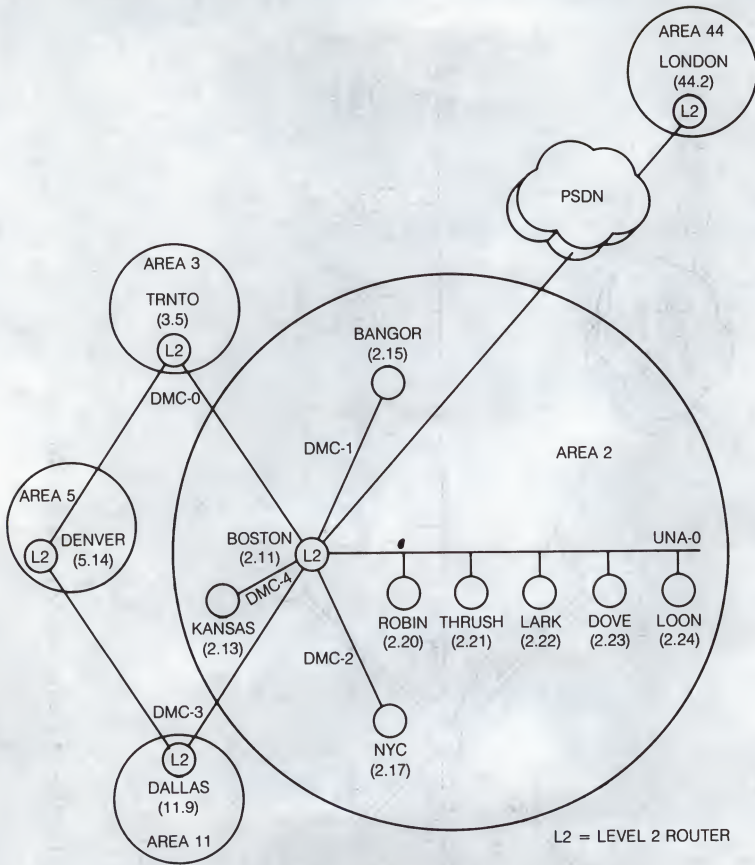 AREA 44
LONDON
(44.2)
L2
PSDN
AREA 3
TRNTO
(3.5)
L2
DMC-0
BANGOR
(2.15)
DMC-1
AREA 2
AREA 5
L2
DENVER
(5.14)
BOSTON
(2.11)
L2
UNA-0
DMC-4
KANSAS
(2.13)
ROBIN
(2.20)
THRUSH
(2.21)
LARK
(2.22)
DOVE
(2.23)
LOON
(2.24)
DMC-2
DMC-3
NYC
(2.17)
L2
DALLAS
(11.9)
AREA 11
L2 = LEVEL 2 ROUTER